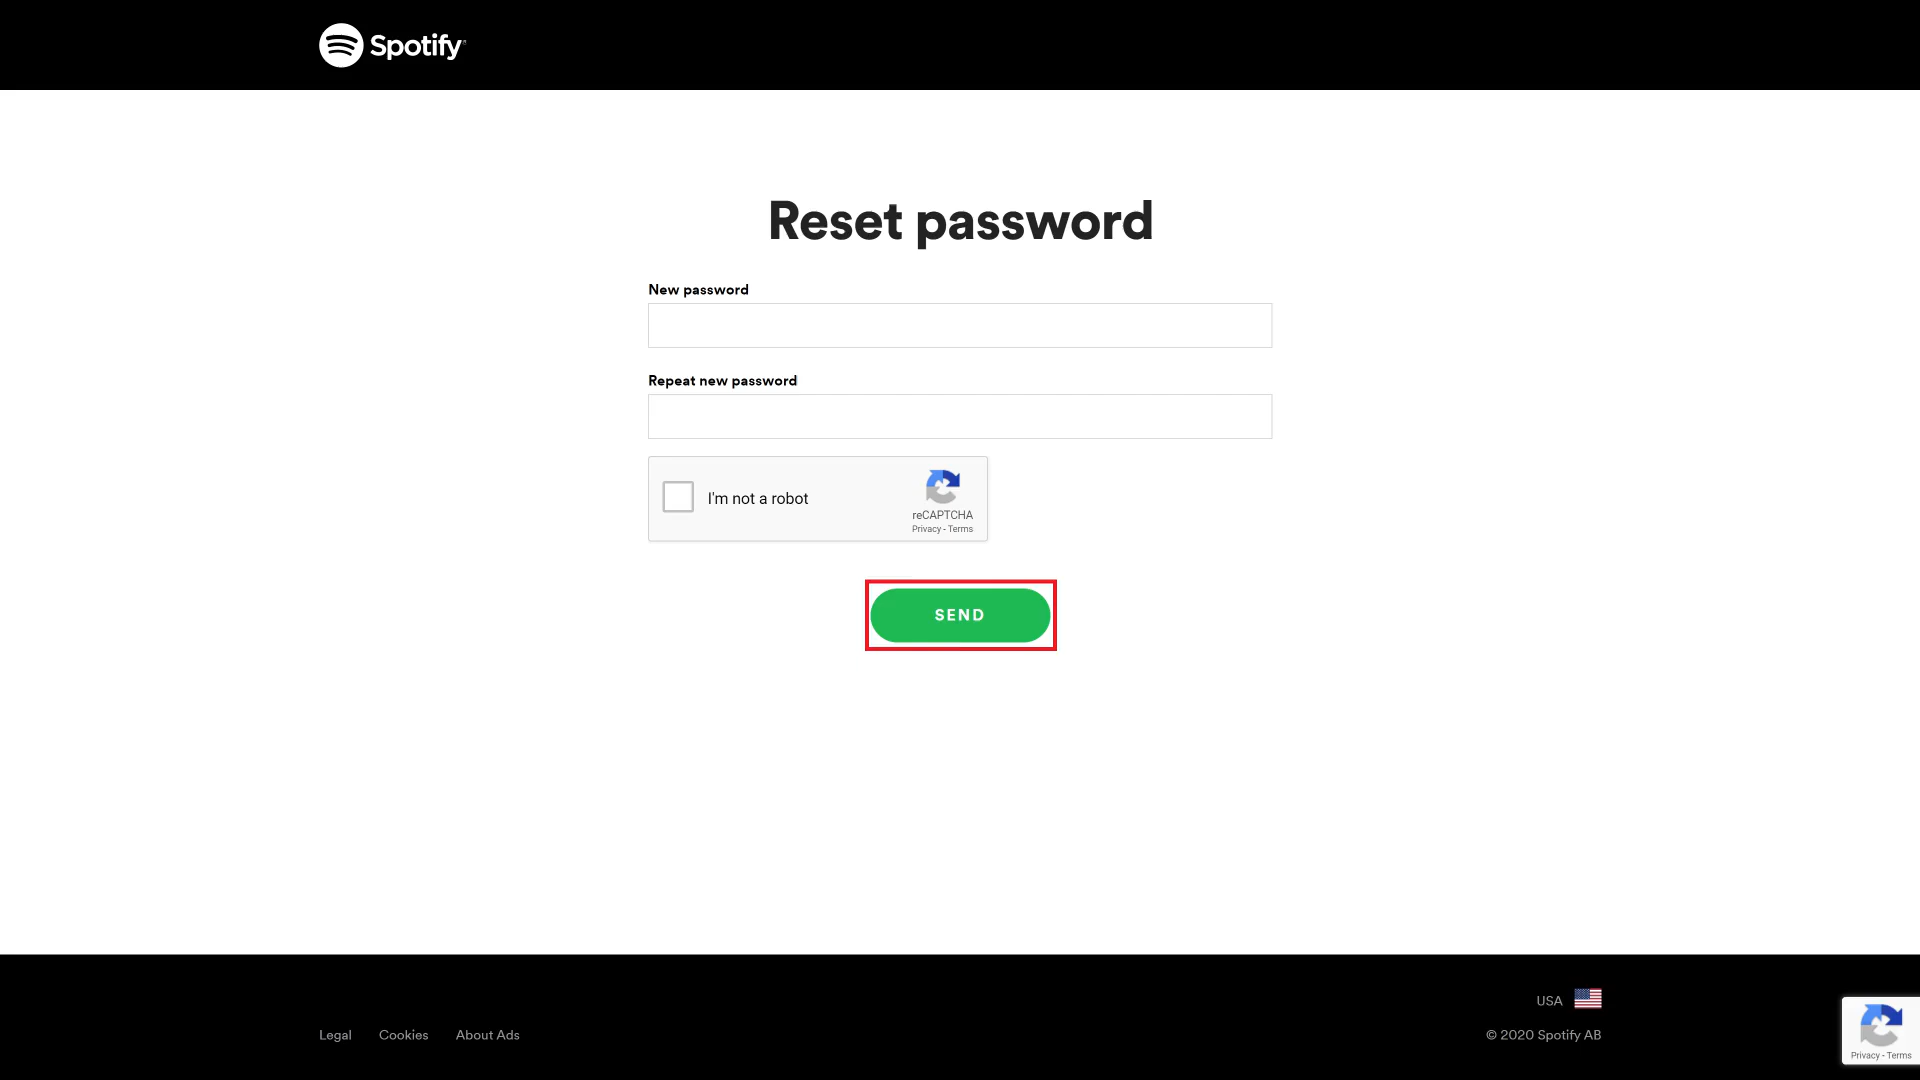 Spotify®
Reset password
New password
Repeat new password
I'm not a robot
reCAPTCHA
Privacy - Terms
SEND
USA
Legal Cookies About Ads © 2020 Spotify AB
Privacy - Terms